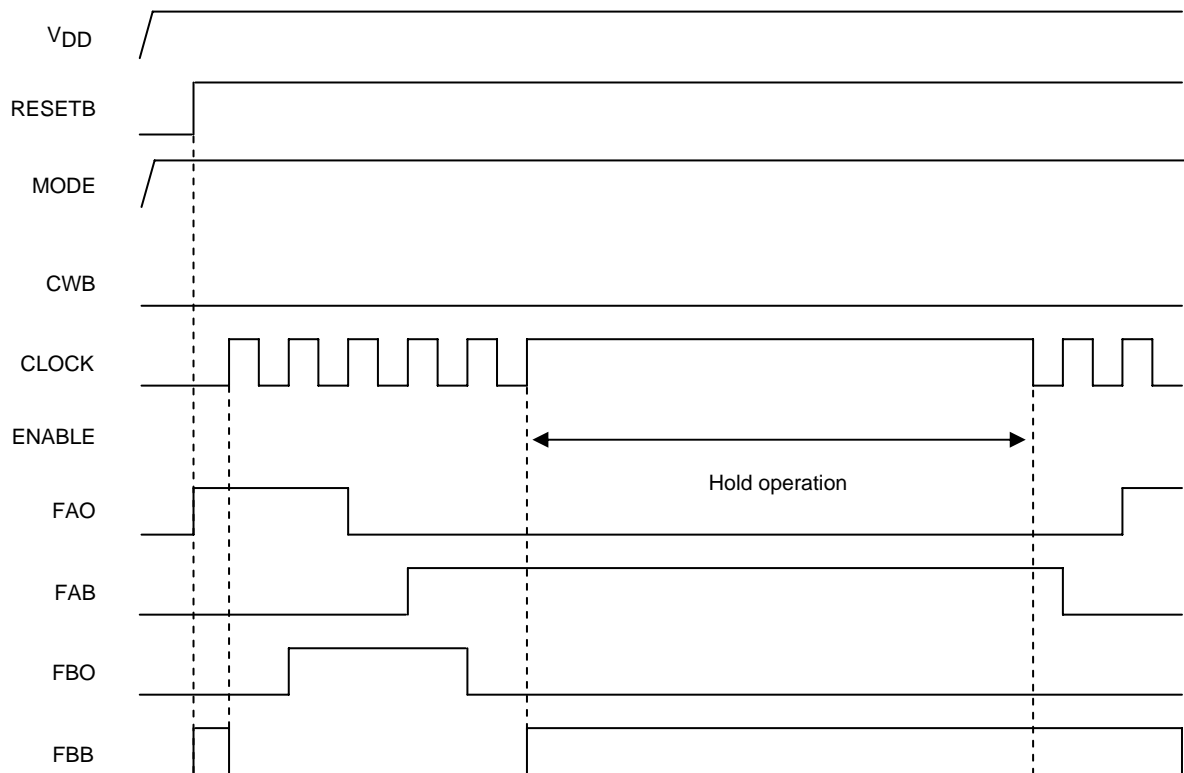 VDD
RESETB
MODE
CWB
CLOCK
ENABLE
Hold operation
FAO
FAB
FBO
FBB